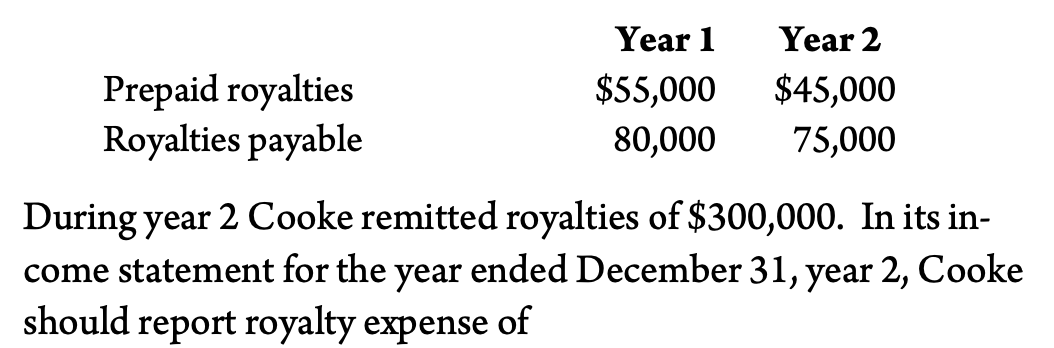 Year 1 Year 2
Prepaid royalties $55,000 $45,000
Royalties payable 80,000 75,000
During year 2 Cooke remitted royalties of $300,000. In its in-
come statement for the year ended December 31, year 2, Cooke
should report royalty expense of